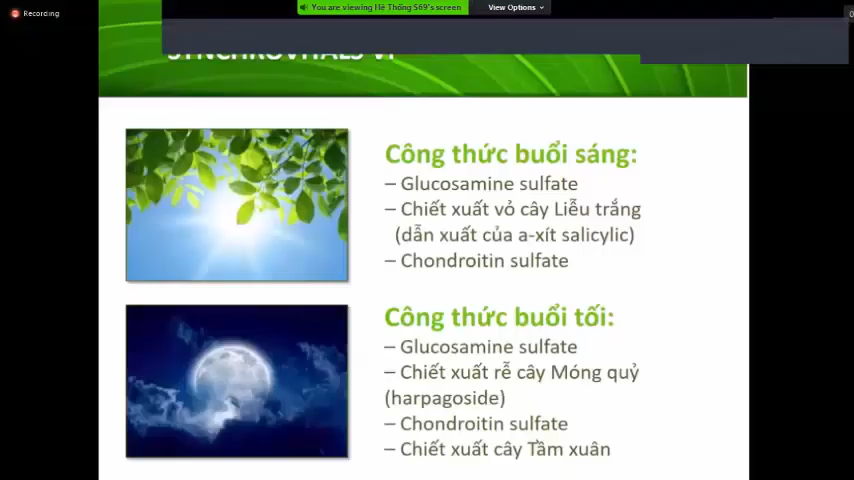 Recording
You are viewing Hệ Thống S69's screen
View Options
Công thức buổi sáng:
– Glucosamine sulfate
– Chiết xuất vỏ cây Liễu trắng
(dẫn xuất của a-xít salicylic)
– Chondroitin sulfate
Công thức buổi tối:
– Glucosamine sulfate
– Chiết xuất rễ cây Móng quỷ
(harpagoside)
– Chondroitin sulfate
– Chiết xuất cây Tầm xuân